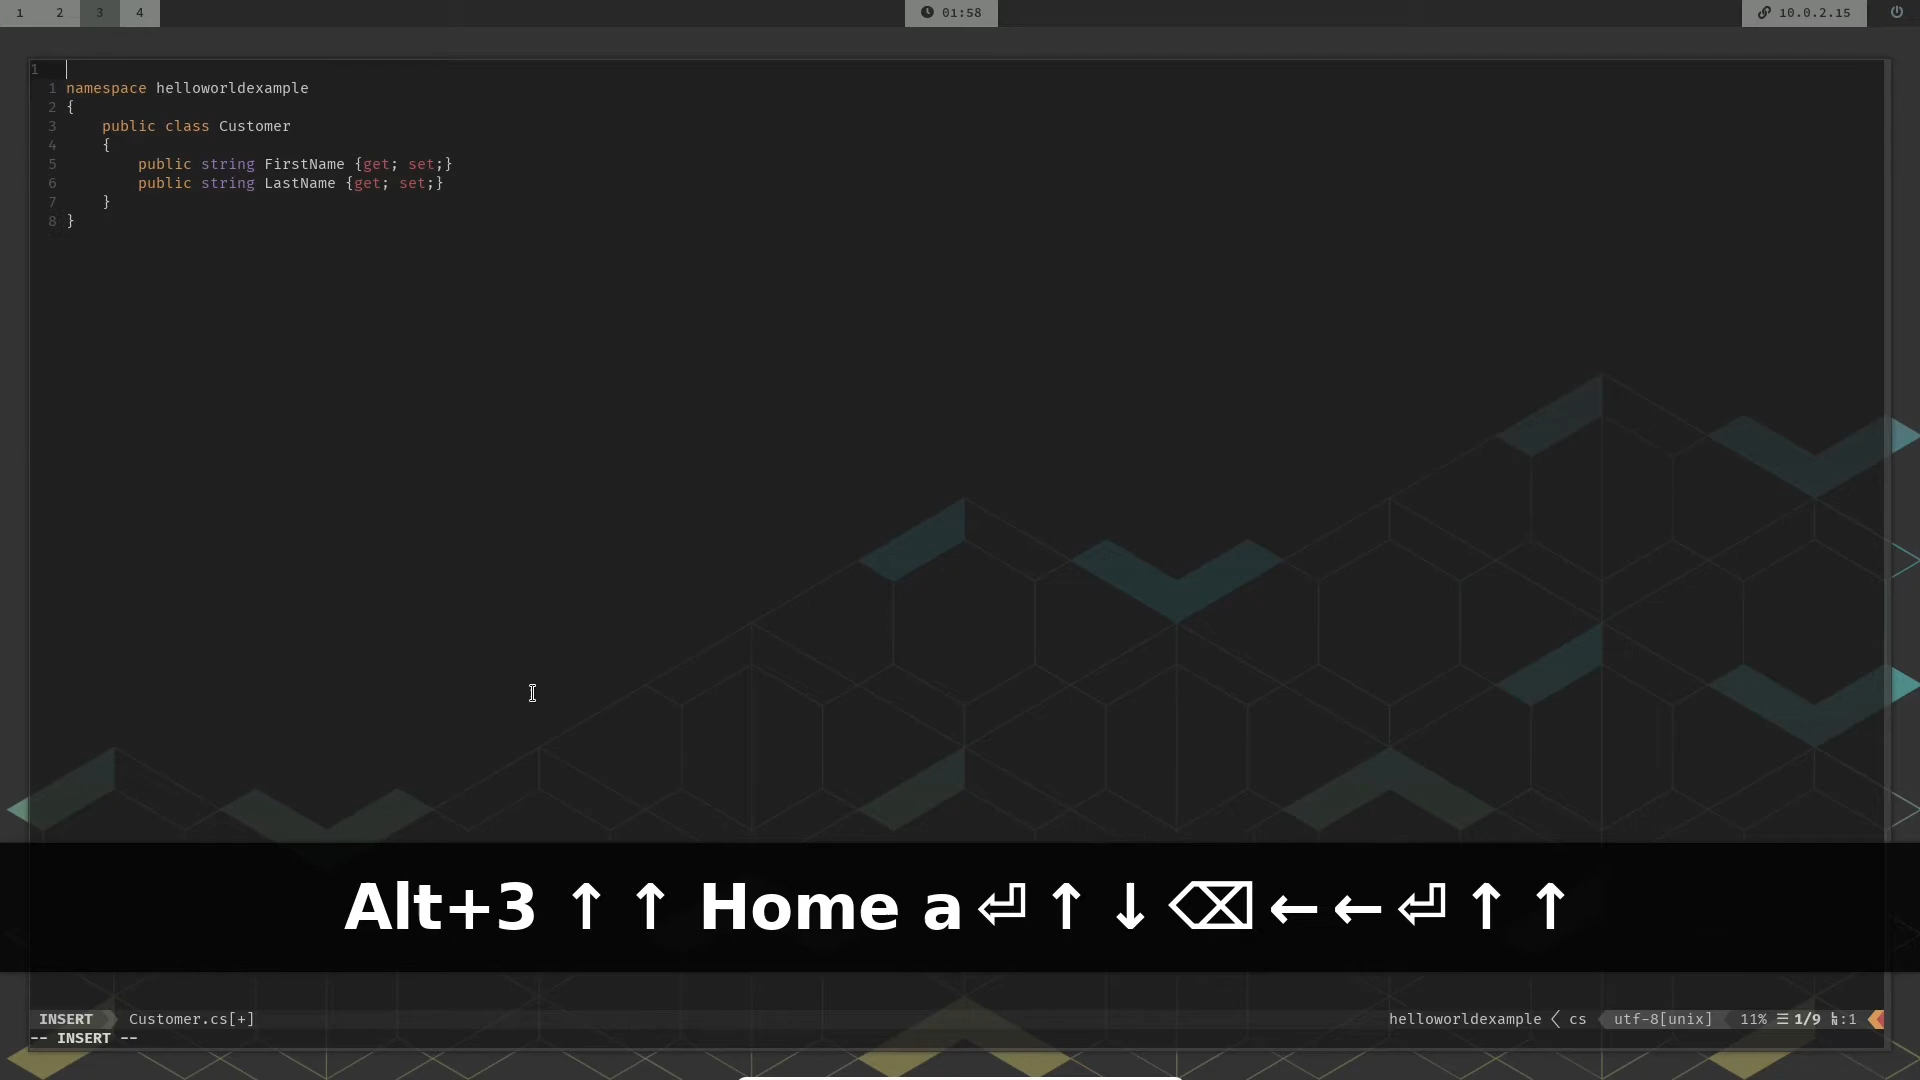 1 2 3 4 01:58 10.0.2.15
1
1 namespace helloworldexample
2 {
3     public class Customer
4     {
5         public string FirstName {get; set;}
6         public string LastName {get; set;}
7     }
8 }
Alt+3 ↑ ↑ Home a ⏎ ↑ ↓ ⌫ ← ← ⏎ ↑ ↑
INSERT Customer.cs[+] helloworldexample cs utf-8[unix] 11% ☰ 1/9 ㏑:1
-- INSERT --